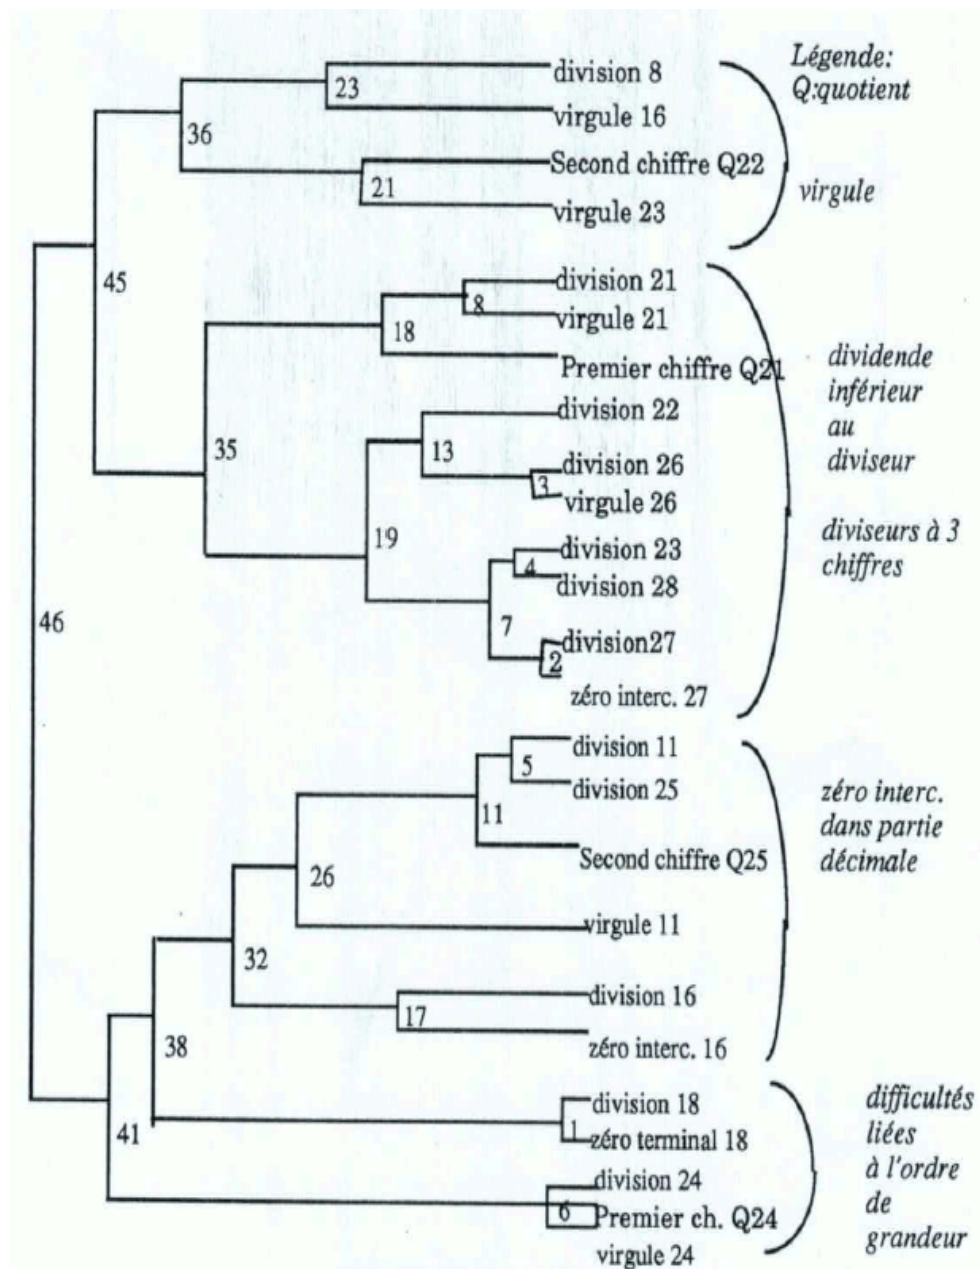 Légende:
Q:quotient
division 8
23
virgule 16
36
Second chiffre Q22
21
virgule 23
virgule
45
division 21
8
virgule 21
18
Premier chiffre Q21
dividende
inférieur
au
diviseur
division 22
35
13
division 26
3
virgule 26
diviseurs à 3
chiffres
19
division 23
4
division 28
46
7
division27
2
zéro interc. 27
division 11
5
division 25
11
zéro interc.
dans partie
décimale
Second chiffre Q25
26
virgule 11
32
division 16
17
zéro interc. 16
38
division 18
1
zéro terminal 18
41
difficultés
liées
à l'ordre
de
grandeur
division 24
6
Premier ch. Q24
virgule 24